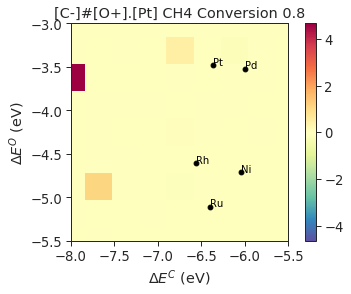 [C-]#[O+].[Pt] CH4 Conversion 0.8
−3.0
−3.5
−4.0
−4.5
−5.0
−5.5
ΔE^O (eV)
Pt
Pd
Rh
Ni
Ru
−8.0 −7.5 −7.0 −6.5 −6.0 −5.5
ΔE^C (eV)
4
2
0
−2
−4